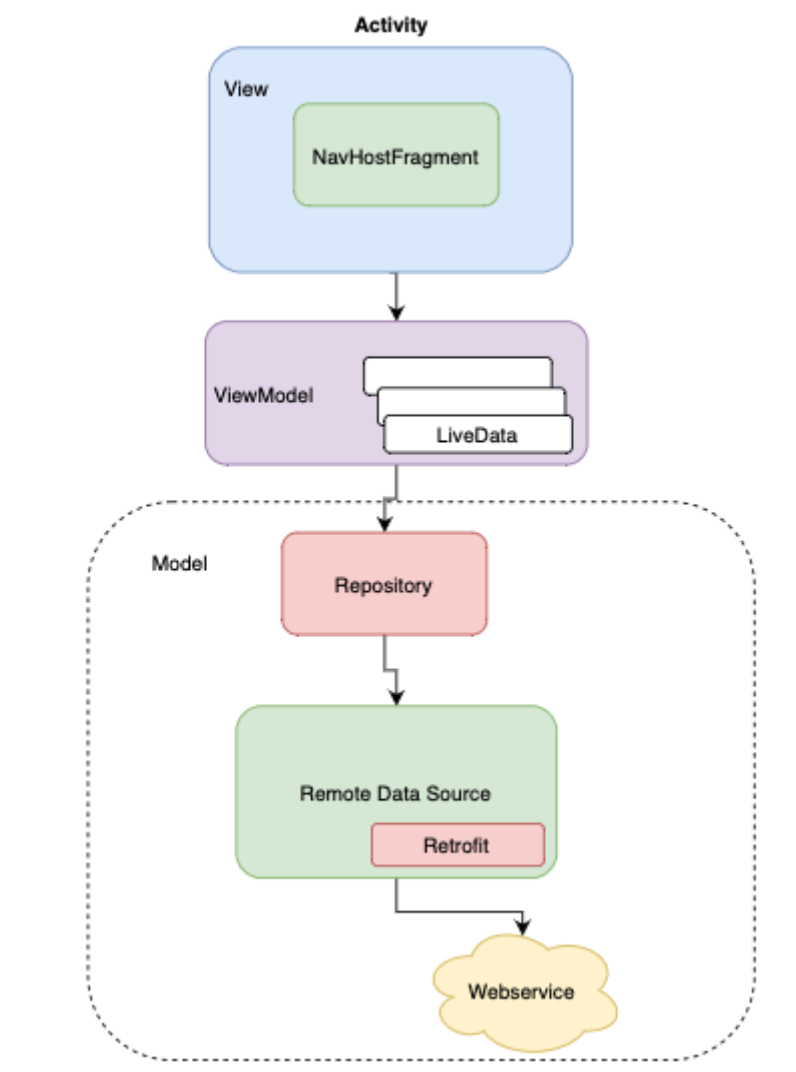 Activity
View
NavHostFragment
ViewModel
LiveData
Model
Repository
Remote Data Source
Retrofit
Webservice